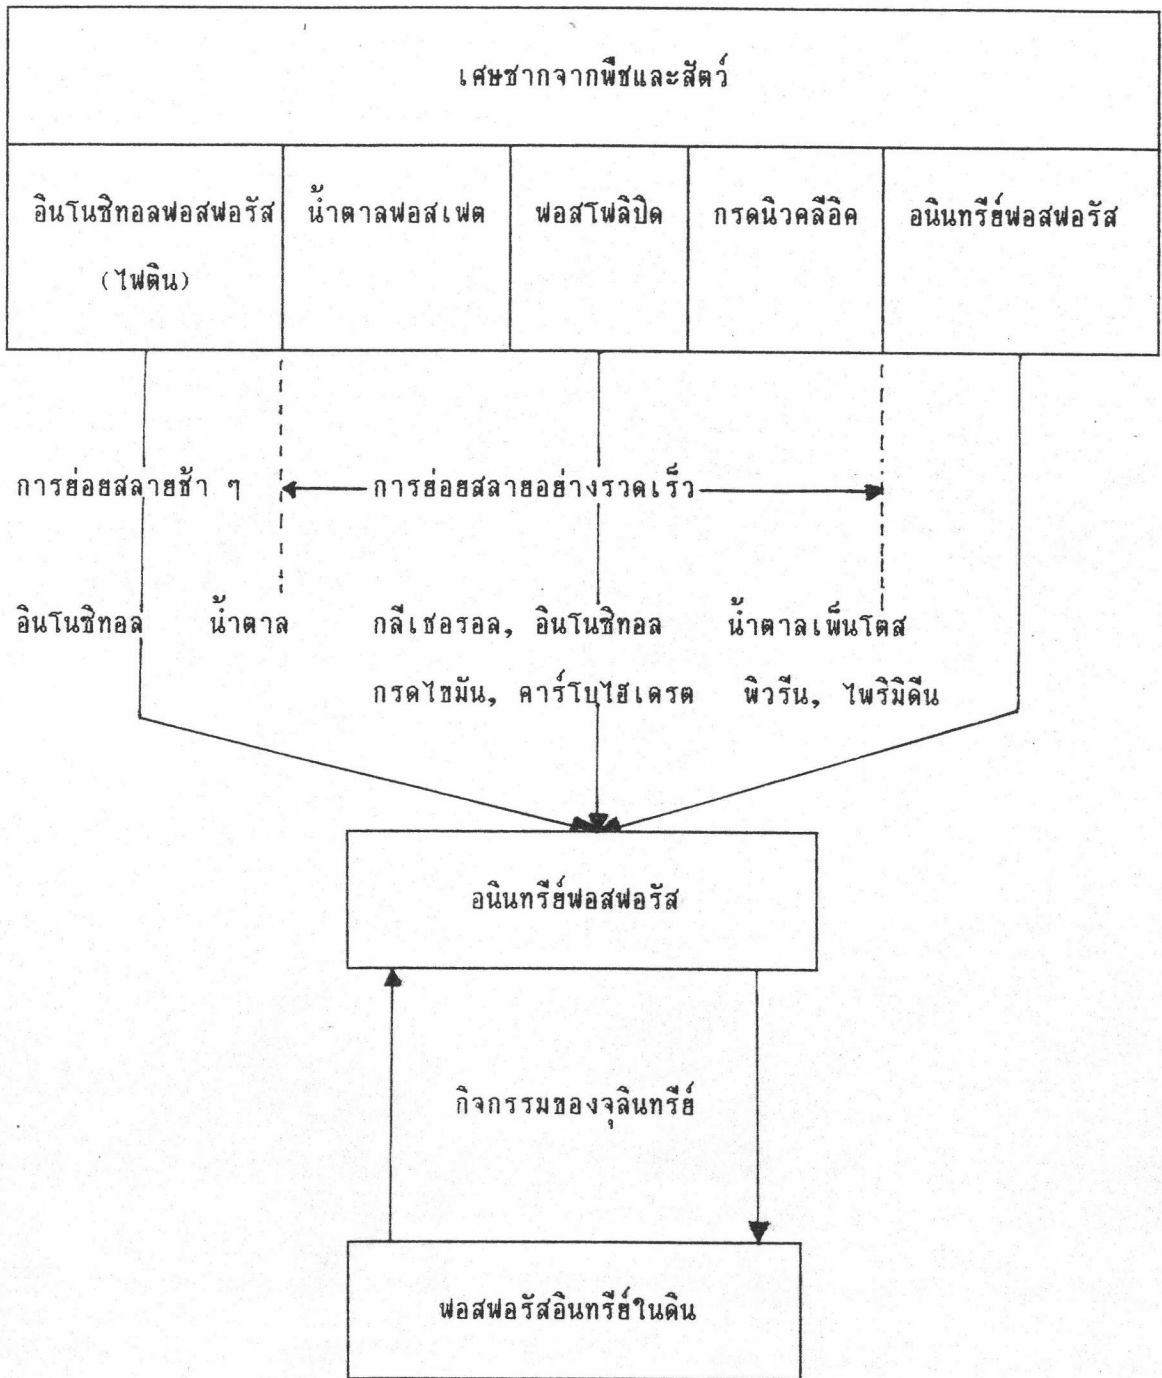 เศษซากจากพืชและสัตว์
อินโนซิทอลฟอสฟอรัส น้ำตาลฟอสเฟต ฟอสโฟลิปิด กรดนิวคลีอิค อนินทรีย์ฟอสฟอรัส
(ไฟติน)
การย่อยสลายช้า ๆ การย่อยสลายอย่างรวดเร็ว
อินโนซิทอล น้ำตาล กลีเซอรอล, อินโนซิทอล น้ำตาลเพ็นโตส
กรดไขมัน, คาร์โบไฮเดรต พิวรีน, ไพริมิดีน
อนินทรีย์ฟอสฟอรัส
กิจกรรมของจุลินทรีย์
ฟอสฟอรัสอินทรีย์ในดิน